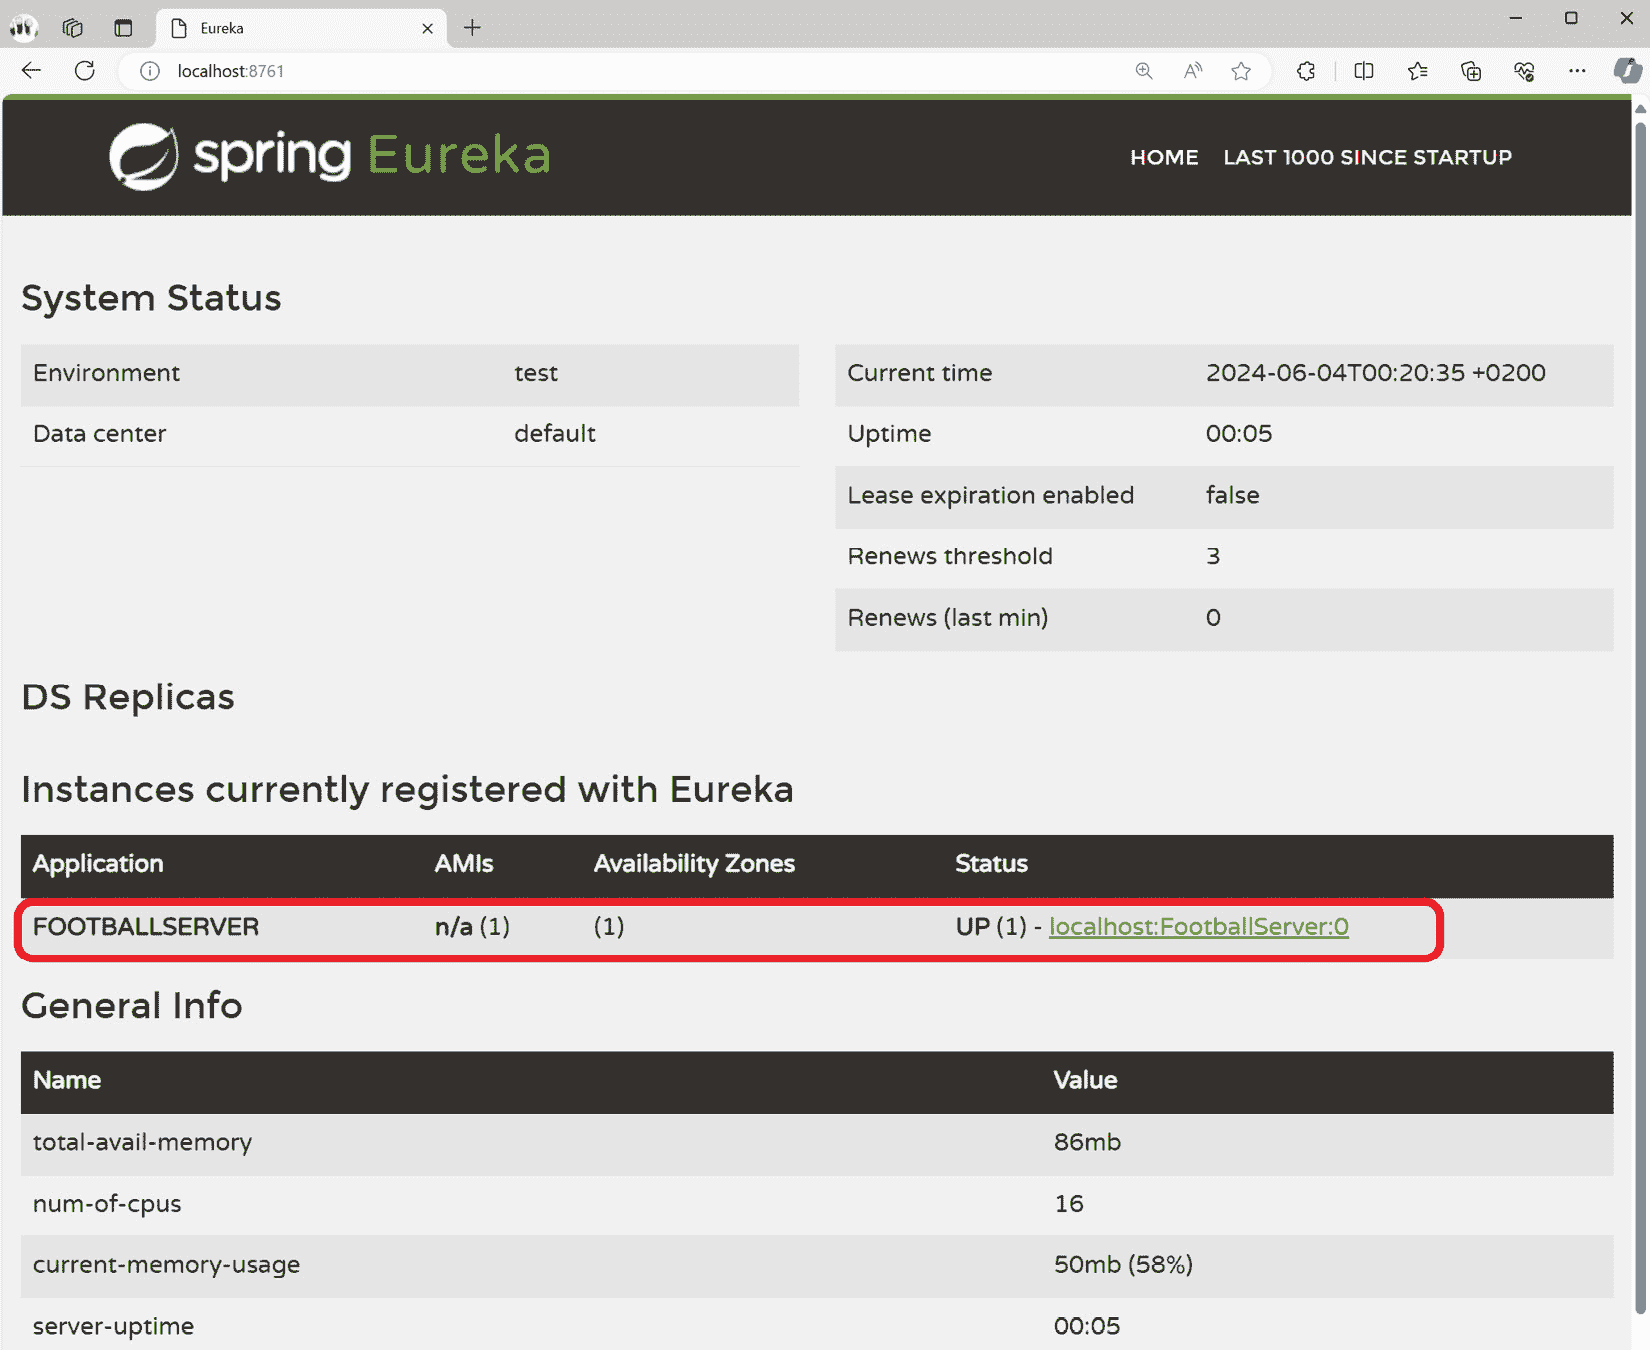 Eureka
localhost:8761
spring Eureka
HOME LAST 1000 SINCE STARTUP
System Status
Environment test
Data center default
Current time 2024-06-04T00:20:35 +0200
Uptime 00:05
Lease expiration enabled false
Renews threshold 3
Renews (last min) 0
DS Replicas
Instances currently registered with Eureka
Application AMIs Availability Zones Status
FOOTBALLSERVER n/a (1) (1) UP (1) - localhost:FootballServer:0
General Info
Name Value
total-avail-memory 86mb
num-of-cpus 16
current-memory-usage 50mb (58%)
server-uptime 00:05